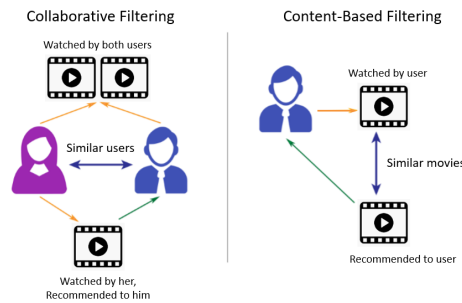 Collaborative Filtering
Watched by both users
Similar users
Watched by her,
Recommended to him
Content-Based Filtering
Watched by user
Similar movies
Recommended to user